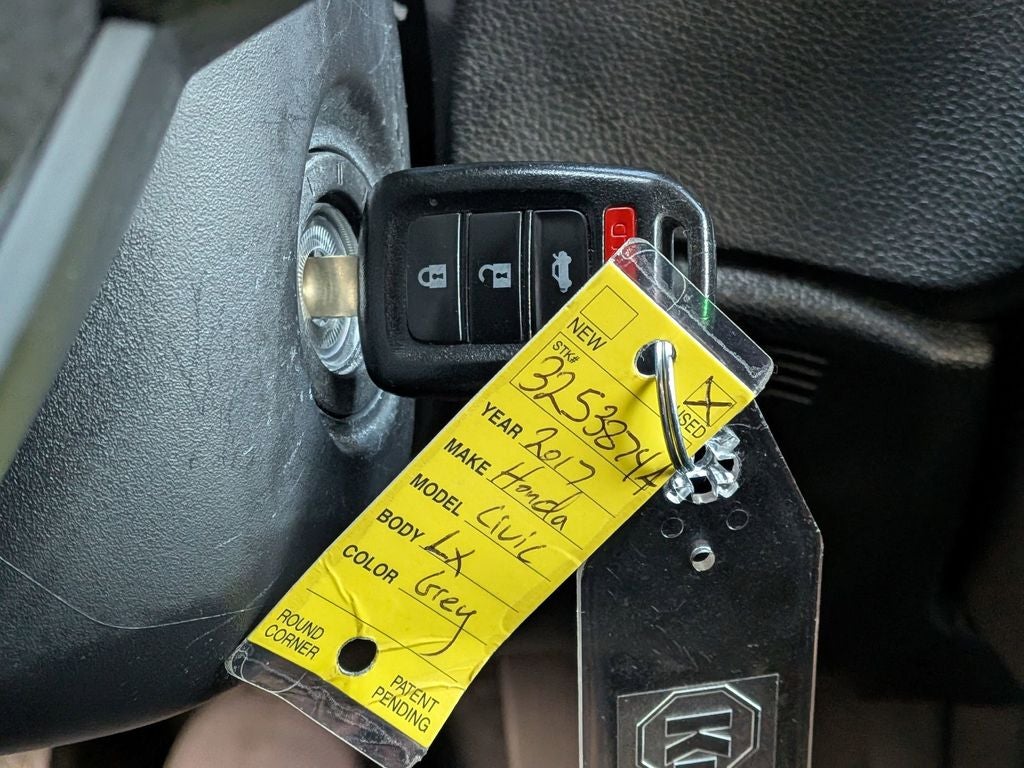 NEW
USED
STK# 32538744
YEAR 2017
MAKE Honda
MODEL Civic
BODY LX
COLOR Grey
ROUND
CORNER
PATENT
PENDING